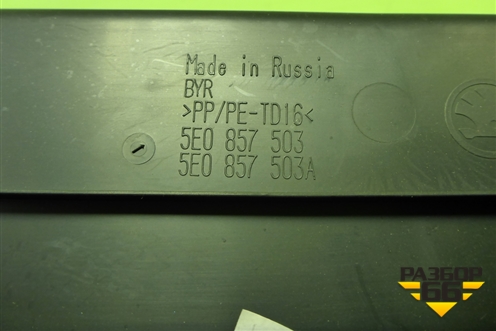 Made in Russia
BYR
>PP/PE-TD16<
5E0 857 503
5E0 857 503A
РАЗБОР
66